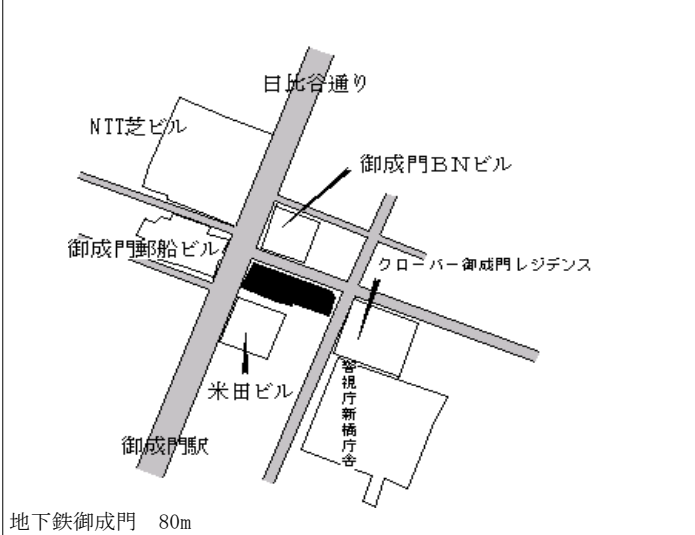 日比谷通り
NTT芝ビル
御成門BNビル
御成門郵船ビル
クローバー御成門レジデンス
米田ビル
警視庁新橋庁舎
御成門駅
地下鉄御成門　80m